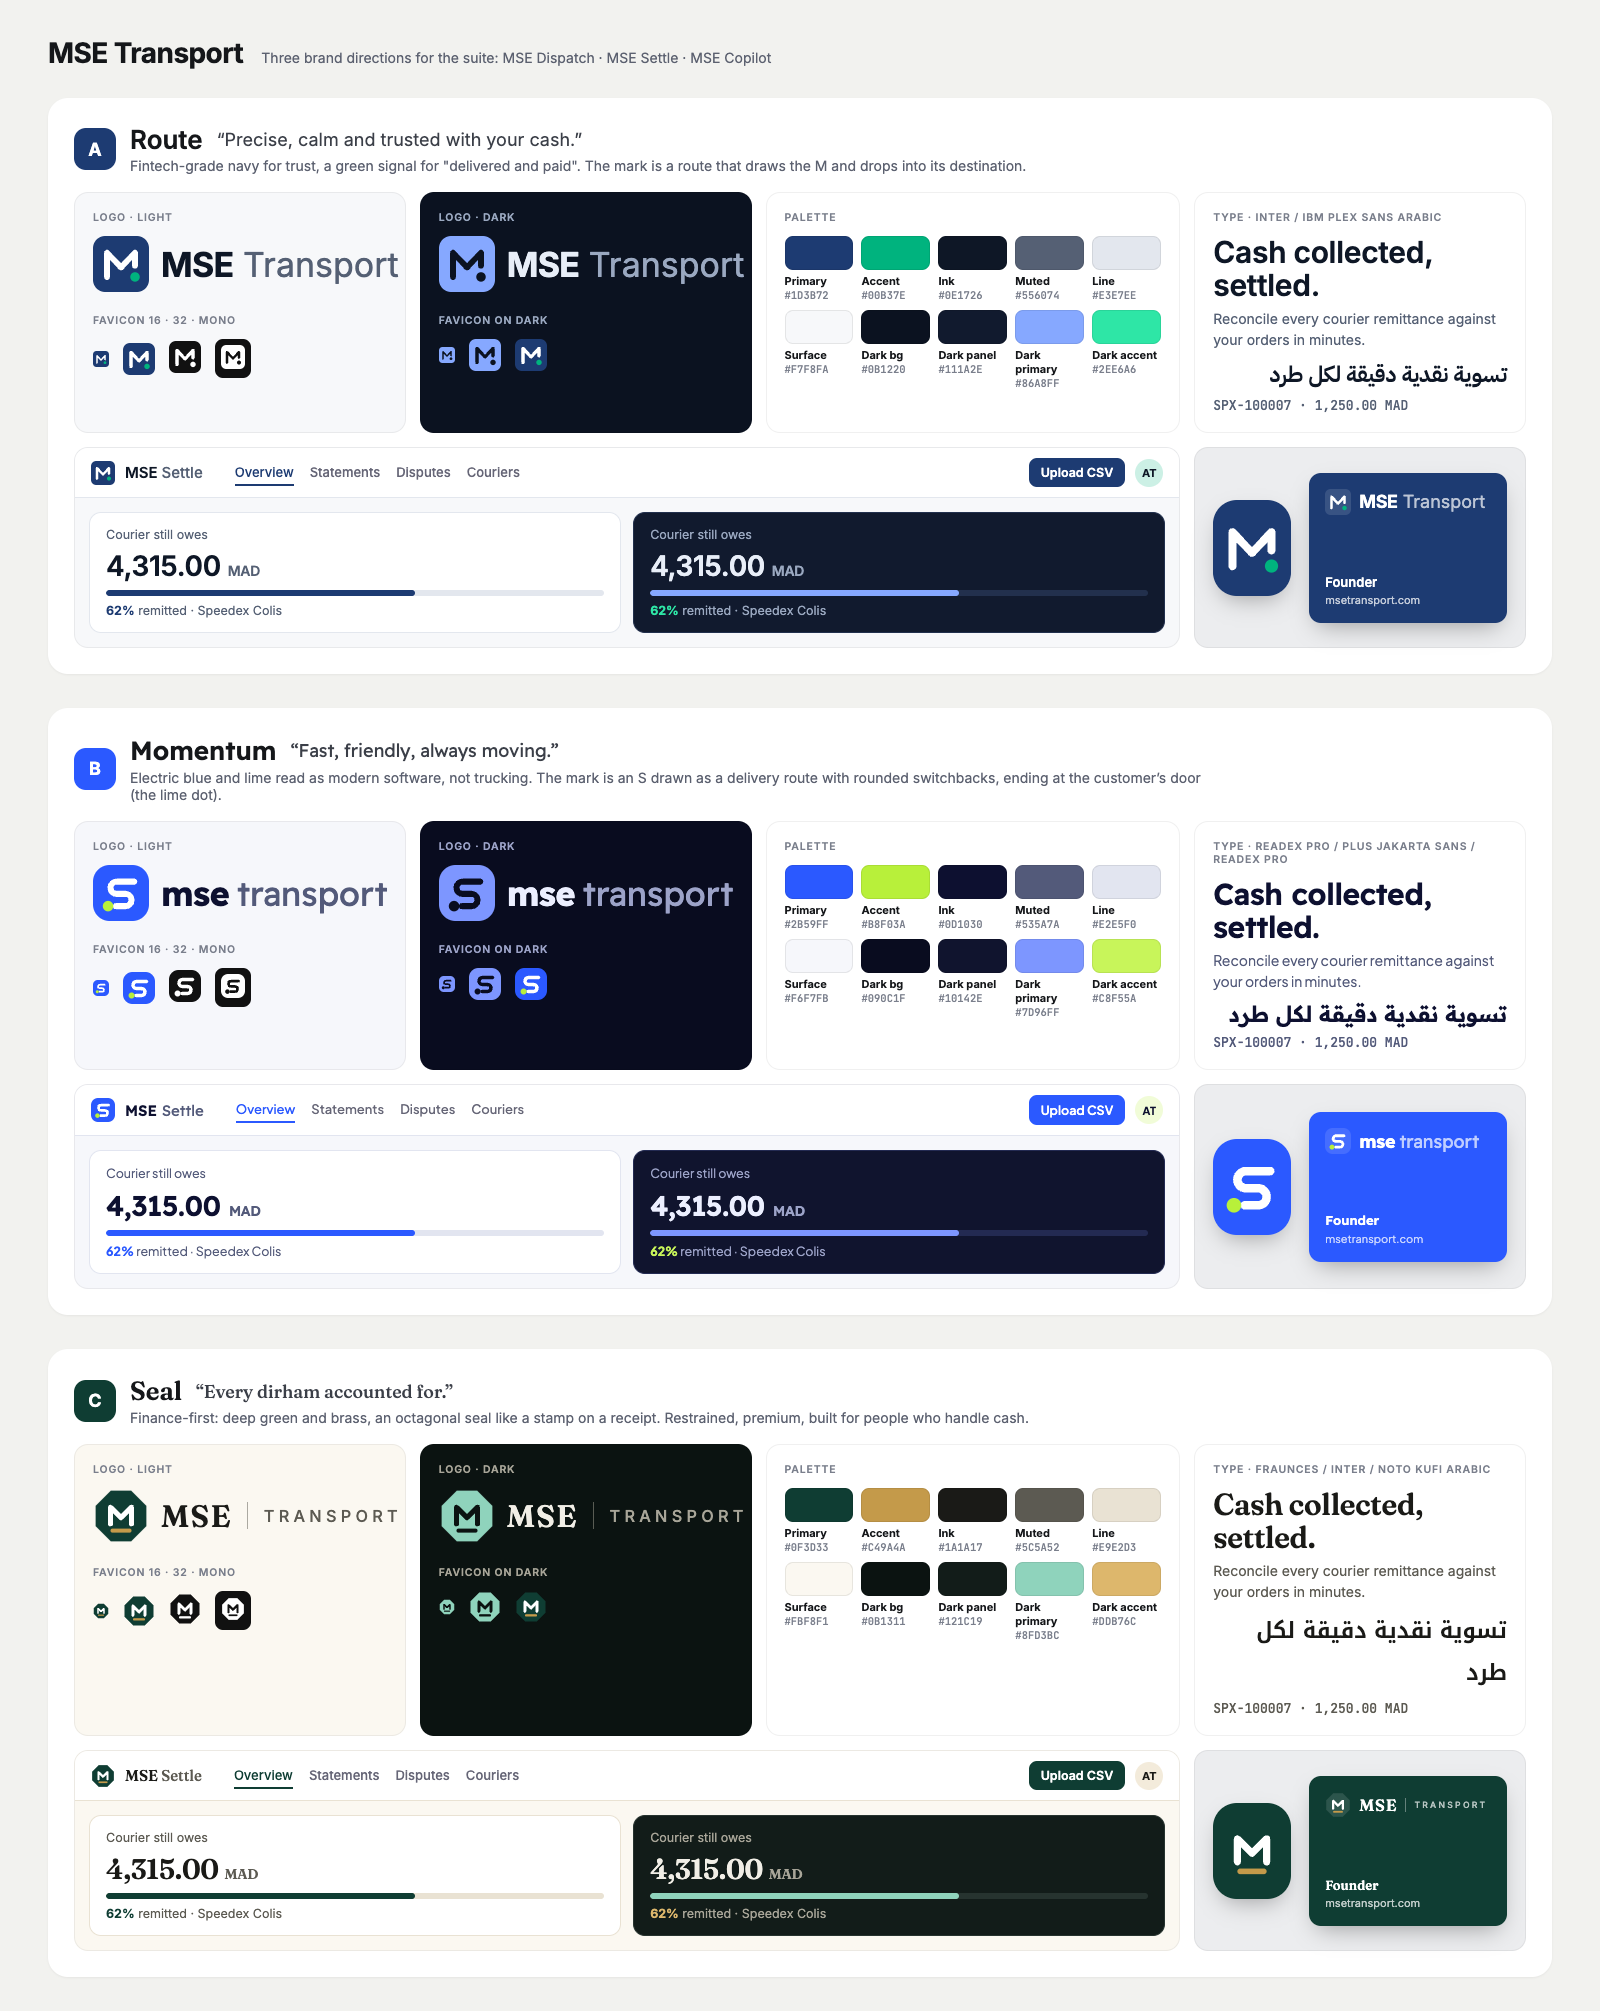 MSE Transport Three brand directions for the suite: MSE Dispatch · MSE Settle · MSE Copilot
A
Route “Precise, calm and trusted with your cash.”
Fintech-grade navy for trust, a green signal for "delivered and paid". The mark is a route that draws the M and drops into its destination.
LOGO · LIGHT
MSE Transport
FAVICON 16 · 32 · MONO
LOGO · DARK
MSE Transport
FAVICON ON DARK
PALETTE
Primary Accent Ink Muted Line
#1D3B72 #00B37E #0E1726 #556074 #E3E7EE
Surface Dark bg Dark panel Dark primary Dark accent
#F7F8FA #0B1220 #111A2E #86A8FF #2EE6A6
TYPE · INTER / IBM PLEX SANS ARABIC
Cash collected,
settled.
Reconcile every courier remittance against
your orders in minutes.
تسوية نقدية دقيقة لكل طرد
SPX-100007 · 1,250.00 MAD
MSE Settle Overview Statements Disputes Couriers Upload CSV AT
Courier still owes
4,315.00 MAD
62% remitted · Speedex Colis
Courier still owes
4,315.00 MAD
62% remitted · Speedex Colis
MSE Transport
Founder
msetransport.com
B
Momentum “Fast, friendly, always moving.”
Electric blue and lime read as modern software, not trucking. The mark is an S drawn as a delivery route with rounded switchbacks, ending at the customer’s door
(the lime dot).
LOGO · LIGHT
mse transport
FAVICON 16 · 32 · MONO
LOGO · DARK
mse transport
FAVICON ON DARK
PALETTE
Primary Accent Ink Muted Line
#2B59FF #B8F03A #0D1030 #535A7A #E2E5F0
Surface Dark bg Dark panel Dark primary Dark accent
#F6F7FB #090C1F #10142E #7D96FF #C8F55A
TYPE · READEX PRO / PLUS JAKARTA SANS /
READEX PRO
Cash collected,
settled.
Reconcile every courier remittance against
your orders in minutes.
تسوية نقدية دقيقة لكل طرد
SPX-100007 · 1,250.00 MAD
MSE Settle Overview Statements Disputes Couriers Upload CSV AT
Courier still owes
4,315.00 MAD
62% remitted · Speedex Colis
Courier still owes
4,315.00 MAD
62% remitted · Speedex Colis
mse transport
Founder
msetransport.com
C
Seal “Every dirham accounted for.”
Finance-first: deep green and brass, an octagonal seal like a stamp on a receipt. Restrained, premium, built for people who handle cash.
LOGO · LIGHT
MSE TRANSPORT
FAVICON 16 · 32 · MONO
LOGO · DARK
MSE TRANSPORT
FAVICON ON DARK
PALETTE
Primary Accent Ink Muted Line
#0F3D33 #C49A4A #1A1A17 #5C5A52 #E9E2D3
Surface Dark bg Dark panel Dark primary Dark accent
#FBF8F1 #0B1311 #121C19 #8FD3BC #DDB76C
TYPE · FRAUNCES / INTER / NOTO KUFI ARABIC
Cash collected,
settled.
Reconcile every courier remittance against
your orders in minutes.
تسوية نقدية دقيقة لكل
طرد
SPX-100007 · 1,250.00 MAD
MSE Settle Overview Statements Disputes Couriers Upload CSV AT
Courier still owes
4,315.00 MAD
62% remitted · Speedex Colis
Courier still owes
4,315.00 MAD
62% remitted · Speedex Colis
MSE TRANSPORT
Founder
msetransport.com